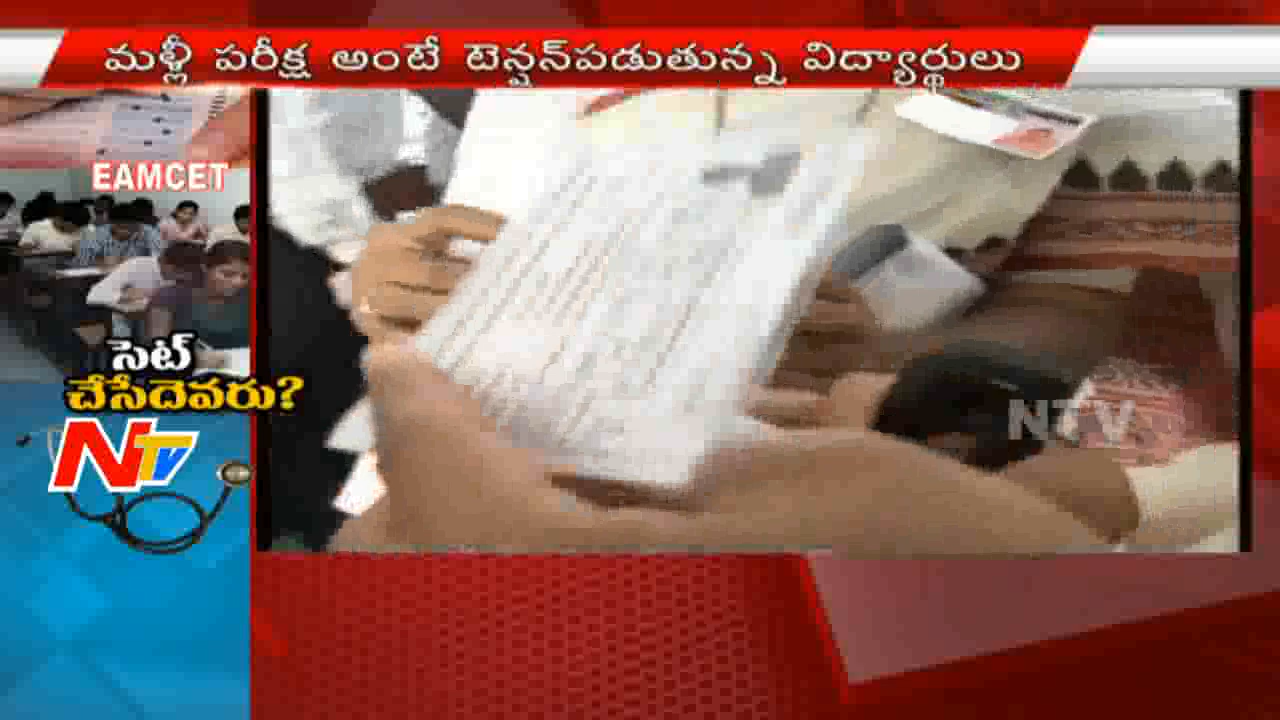 మళ్లీ పరీక్ష అంటే టెన్షన్‌పడుతున్న విద్యార్థులు
EAMCET
సెట్
చేసేదెవరు?
NTV
NTV